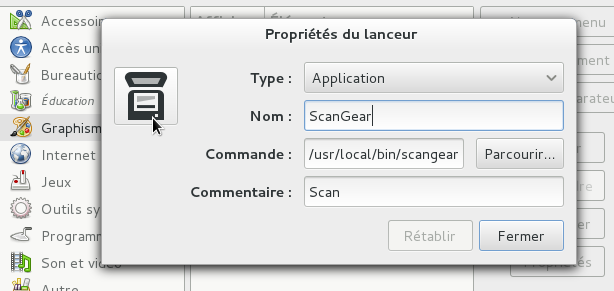 Propriétés du lanceur
Accessoir
Accès un
Bureautiq
Éducation
Graphism
Internet
Jeux
Outils sy
Programm
Son et vidéo
Autre
Type :
Application
Nom :
ScanGear
Commande :
/usr/local/bin/scangear
Parcourir...
Commentaire :
Scan
Rétablir
Fermer
Propriétés